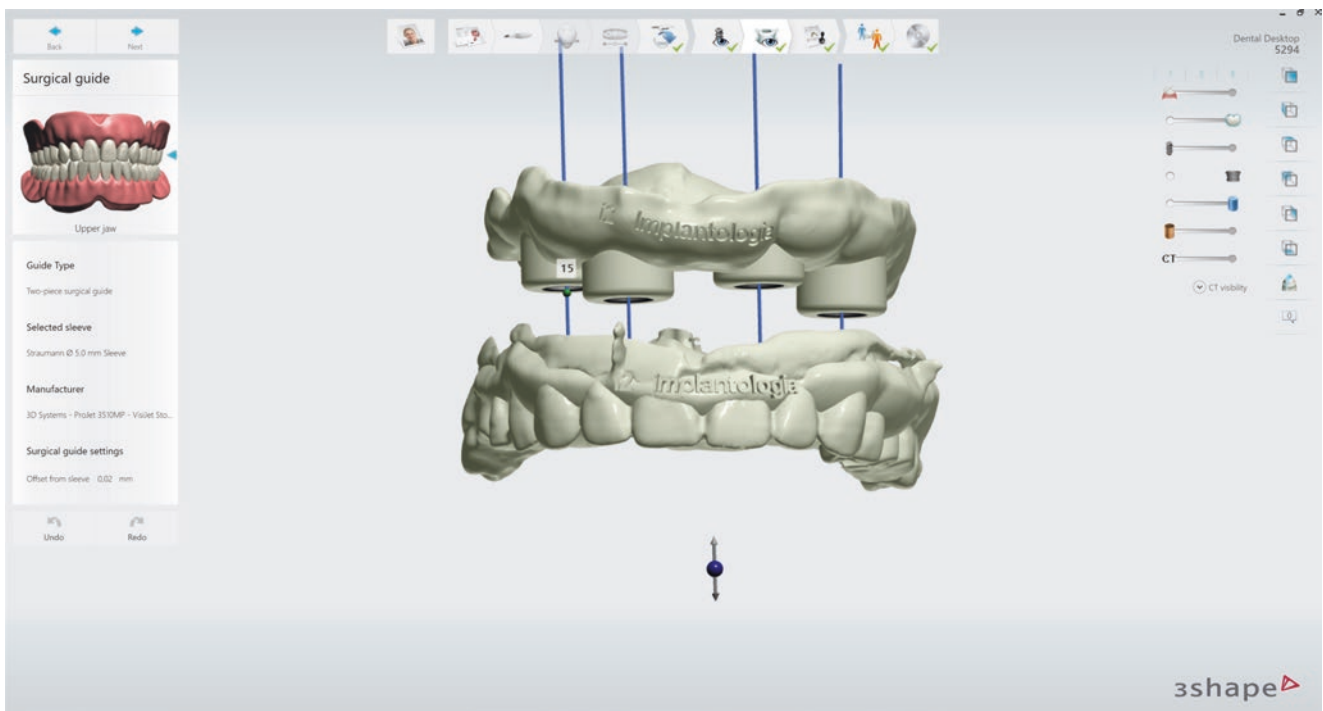 Back Next
Surgical guide
Upper jaw
Guide Type
Two-piece surgical guide
Selected sleeve
Straumann Ø 5.0 mm Sleeve
Manufacturer
3D Systems - ProJet 3510MP - VisiJet Sto...
Surgical guide settings
Offset from sleeve 0.02 mm
Undo Redo
i2 Implantologia
15
i2 Implantologia
Dental Desktop
5294
CT
CT visibility
3shape